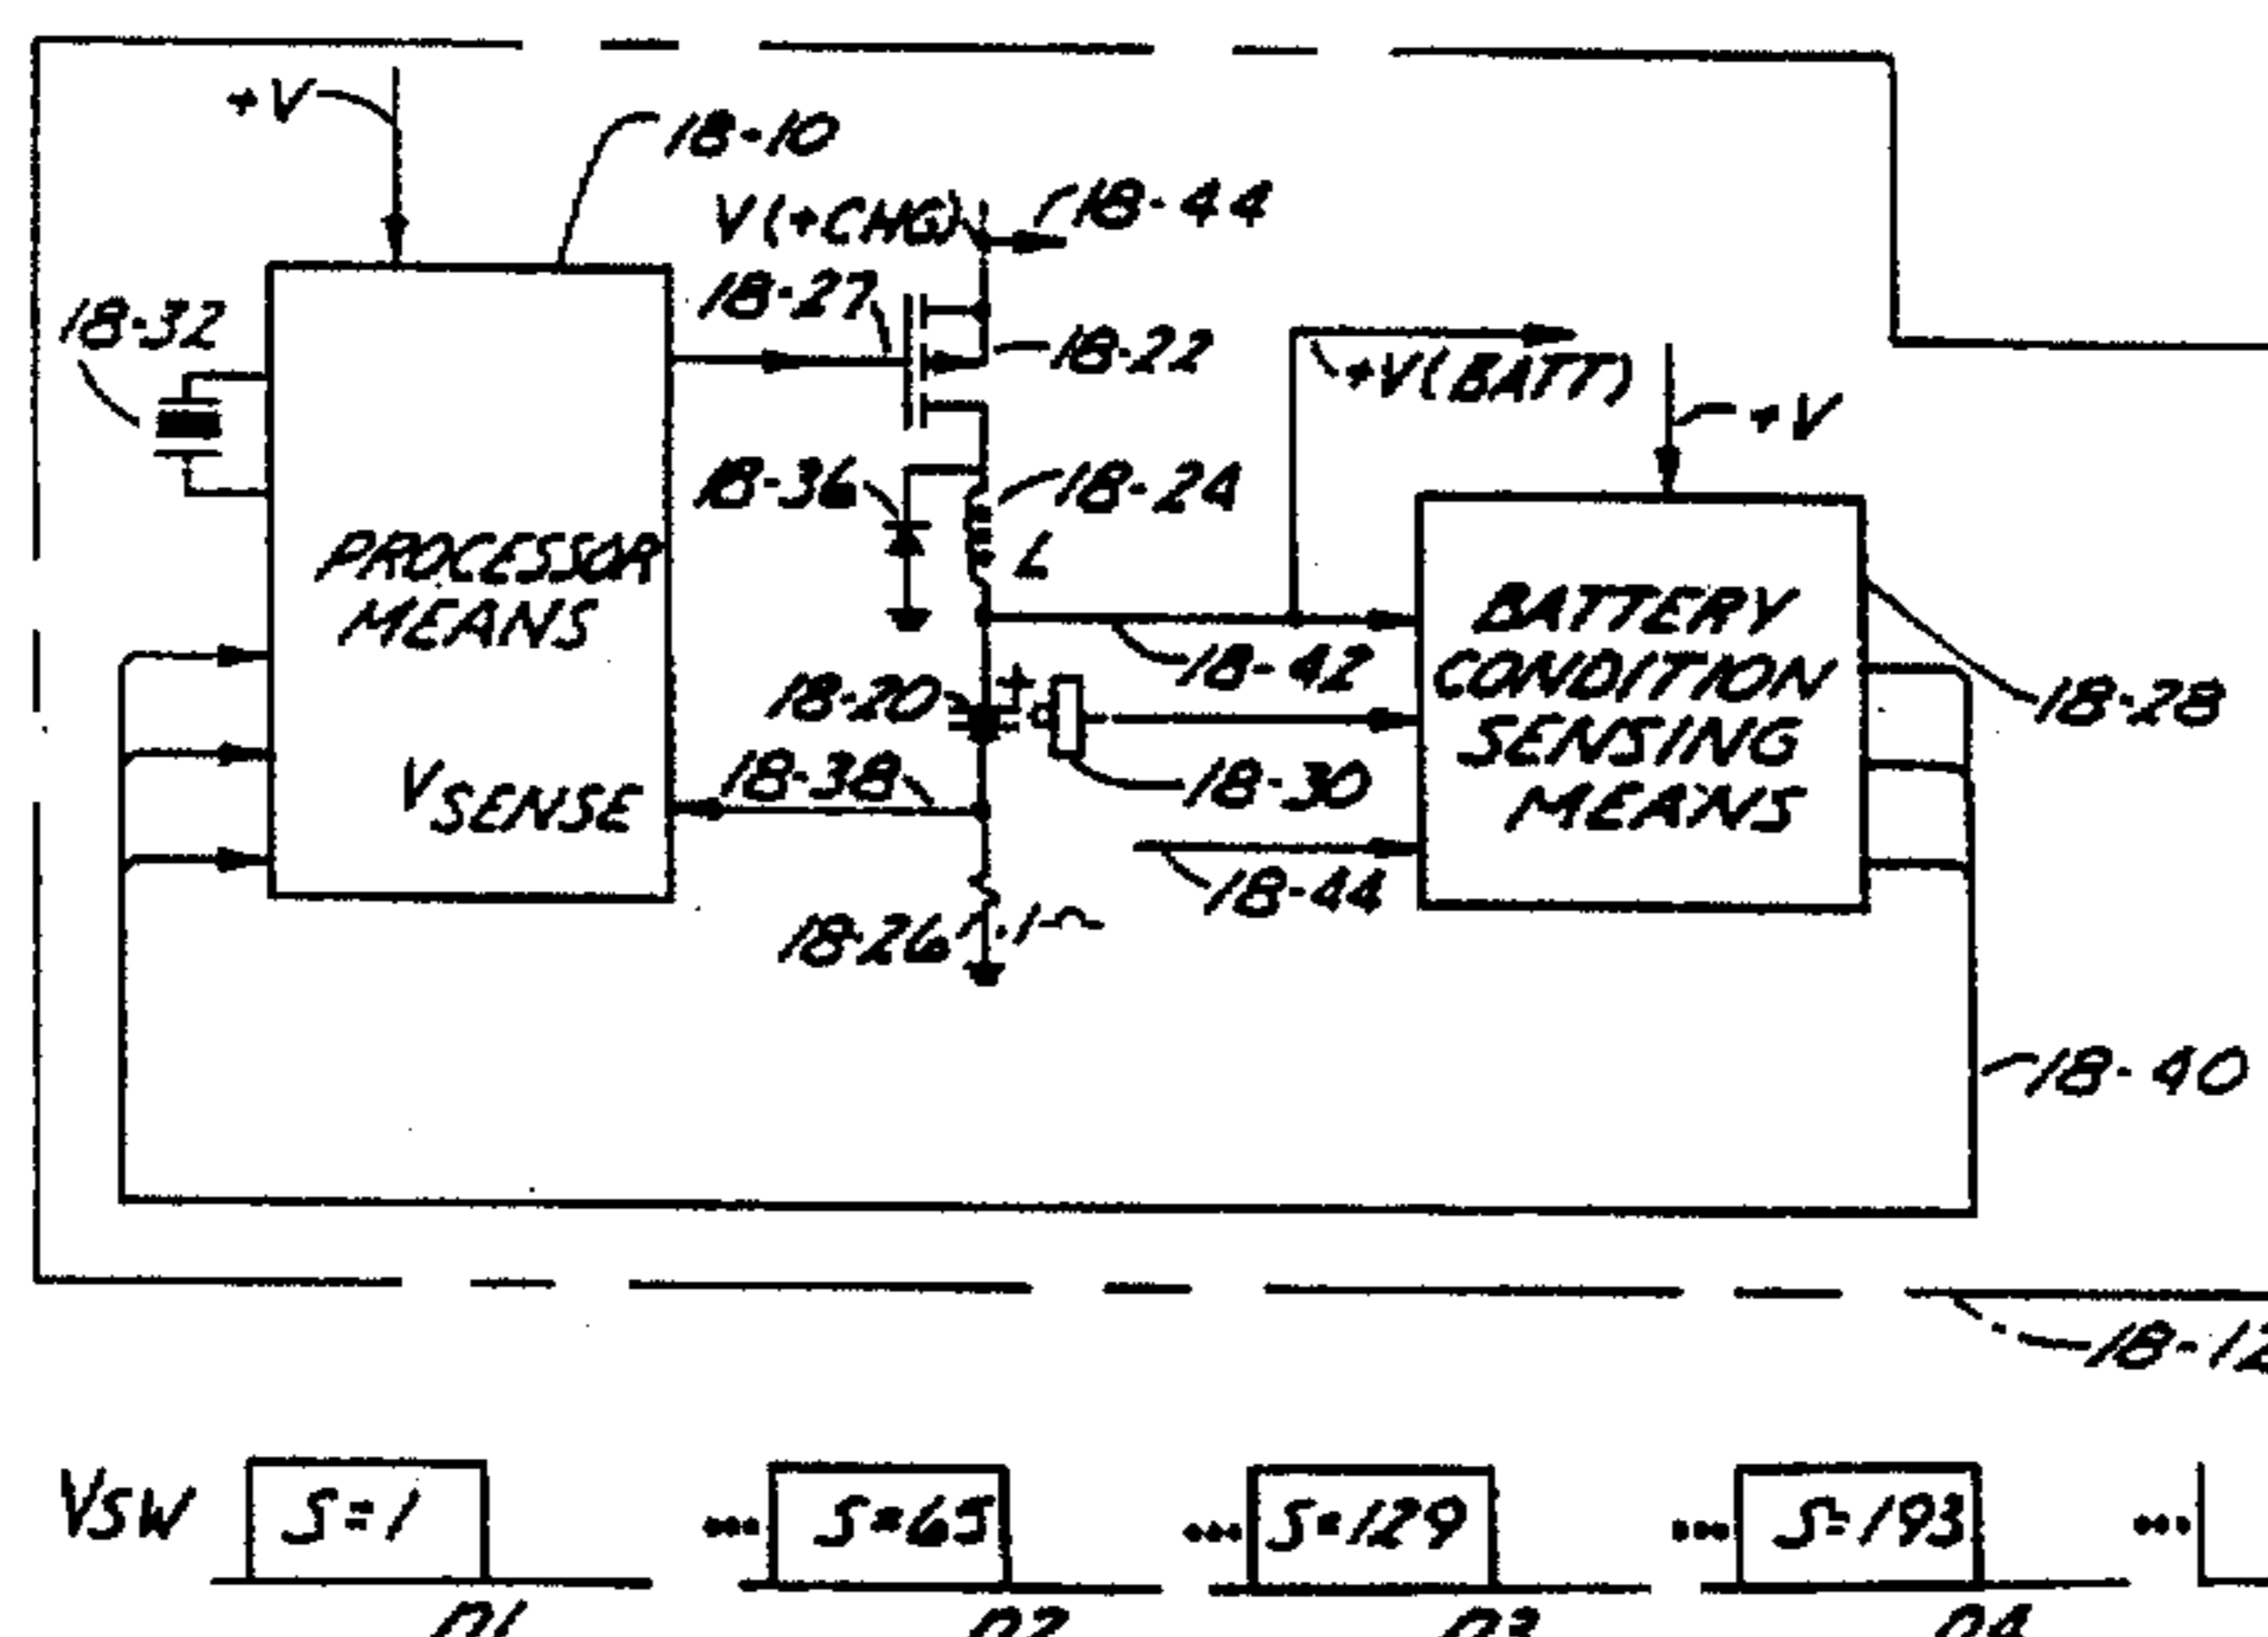 +V
18-10
V(+CHG)
18-44
18-27
18-22
18-32
+V(BATT)
+V
18-36
18-24
L
PROCESSOR
MEANS
BATTERY
CONDITION
SENSING
MEANS
18-42
18-20
+
18-28
18-38
18-30
VSENSE
18-44
18-26
.1
18-40
18-12
VSW
S=1
... S=65
... S=129
... S=193
...